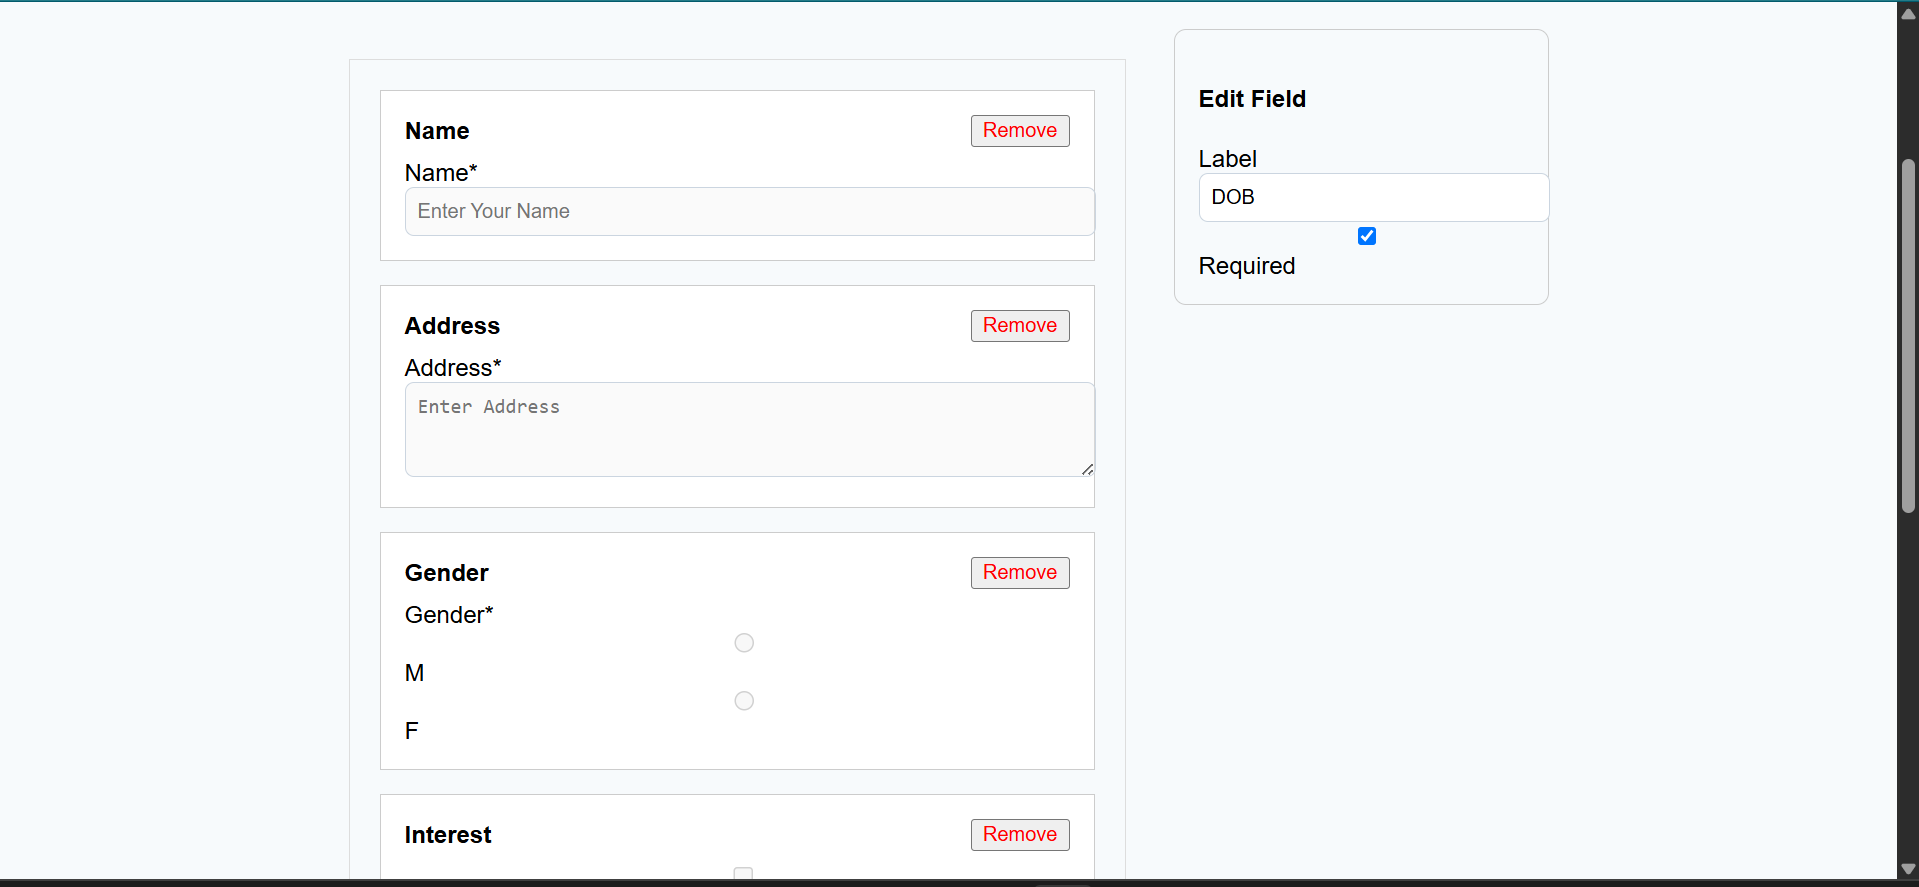 Name
Remove
Name*
Enter Your Name
Address
Remove
Address*
Enter Address
Gender
Remove
Gender*
M
F
Interest
Remove
Edit Field
Label
DOB
Required